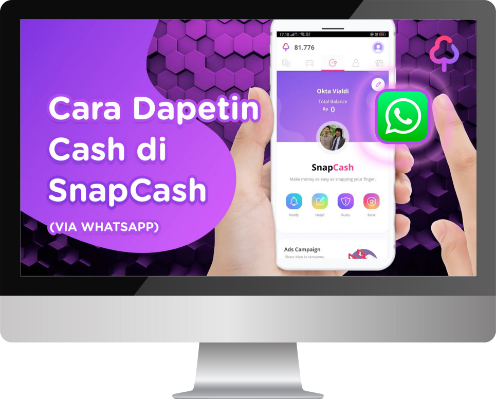 Cara Dapetin
Cash di
SnapCash
(VIA WHATSAPP)
81.776
Okta Vialdi
Total Balance
Rp 0
SnapCash
Make money as easy as snapping your finger.
Ads Campaign